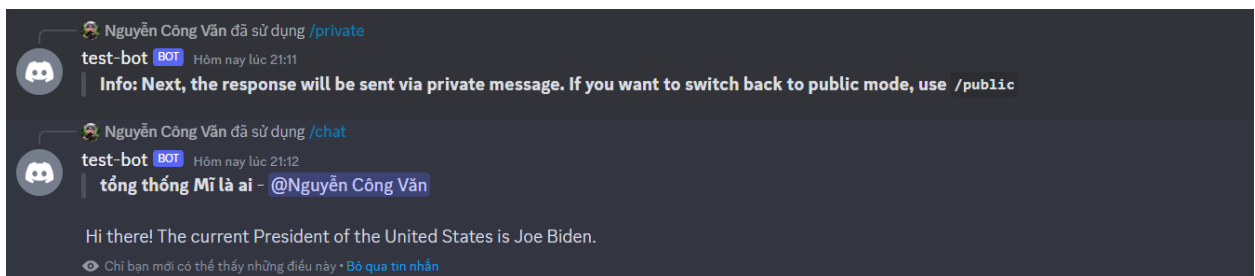 Nguyễn Công Văn đã sử dụng /private
test-bot BOT Hôm nay lúc 21:11
Info: Next, the response will be sent via private message. If you want to switch back to public mode, use /public
Nguyễn Công Văn đã sử dụng /chat
test-bot BOT Hôm nay lúc 21:12
tổng thống Mĩ là ai - @Nguyễn Công Văn
Hi there! The current President of the United States is Joe Biden.
Chỉ bạn mới có thể thấy những điều này • Bỏ qua tin nhắn